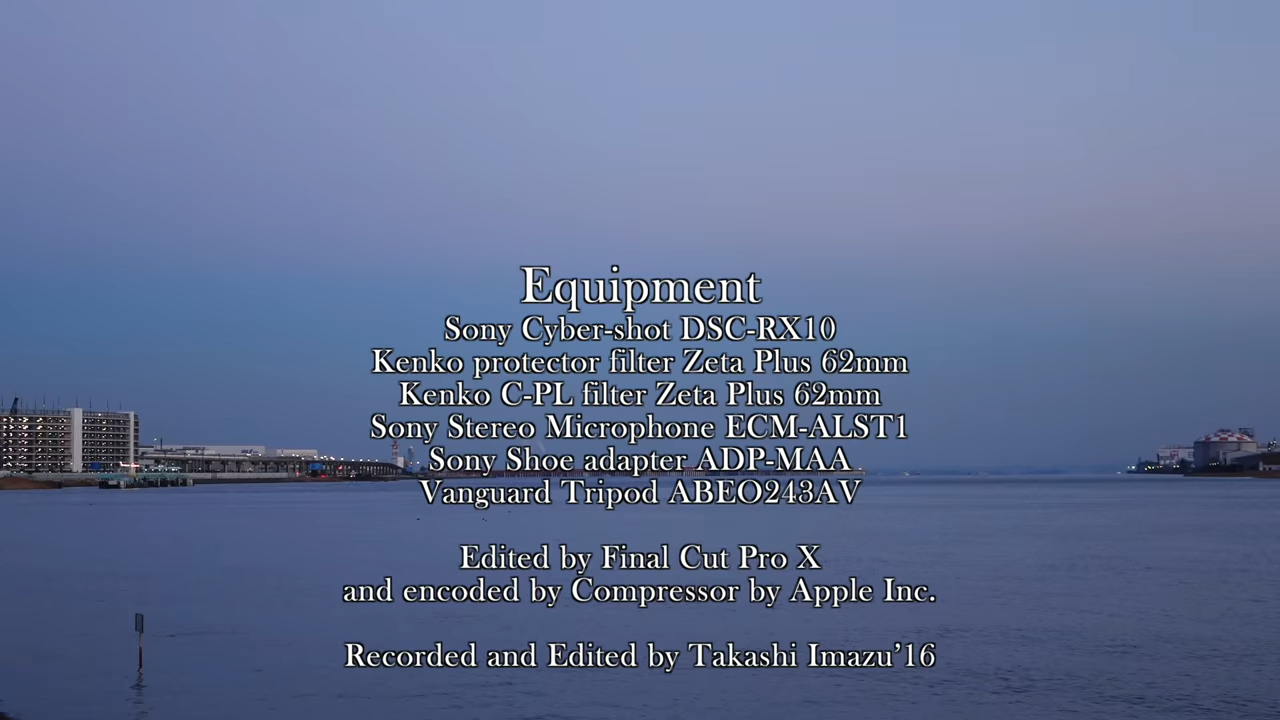 Equipment
Sony Cyber-shot DSC-RX10
Kenko protector filter Zeta Plus 62mm
Kenko C-PL filter Zeta Plus 62mm
Sony Stereo Microphone ECM-ALST1
Sony Shoe adapter ADP-MAA
Vanguard Tripod ABEO243AV
Edited by Final Cut Pro X
and encoded by Compressor by Apple Inc.
Recorded and Edited by Takashi Imazu’16